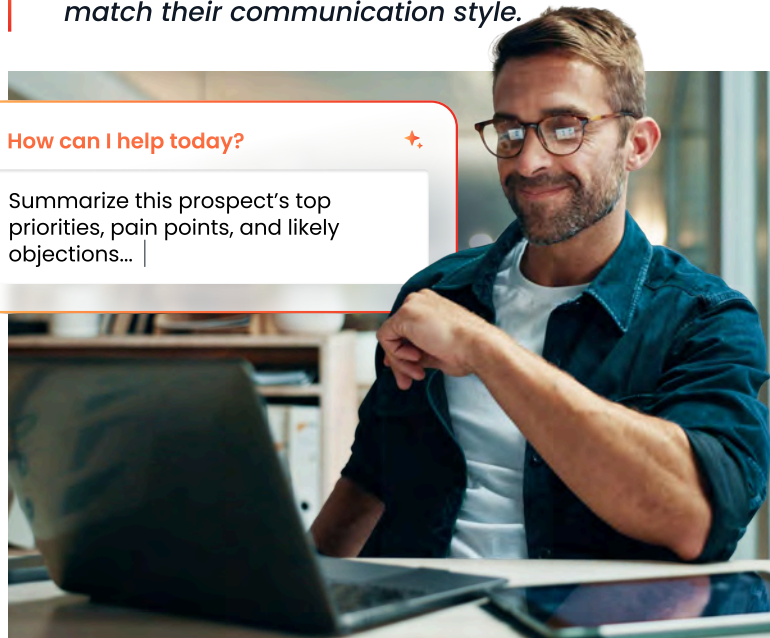 match their communication style.
How can I help today?
Summarize this prospect’s top
priorities, pain points, and likely
objections...